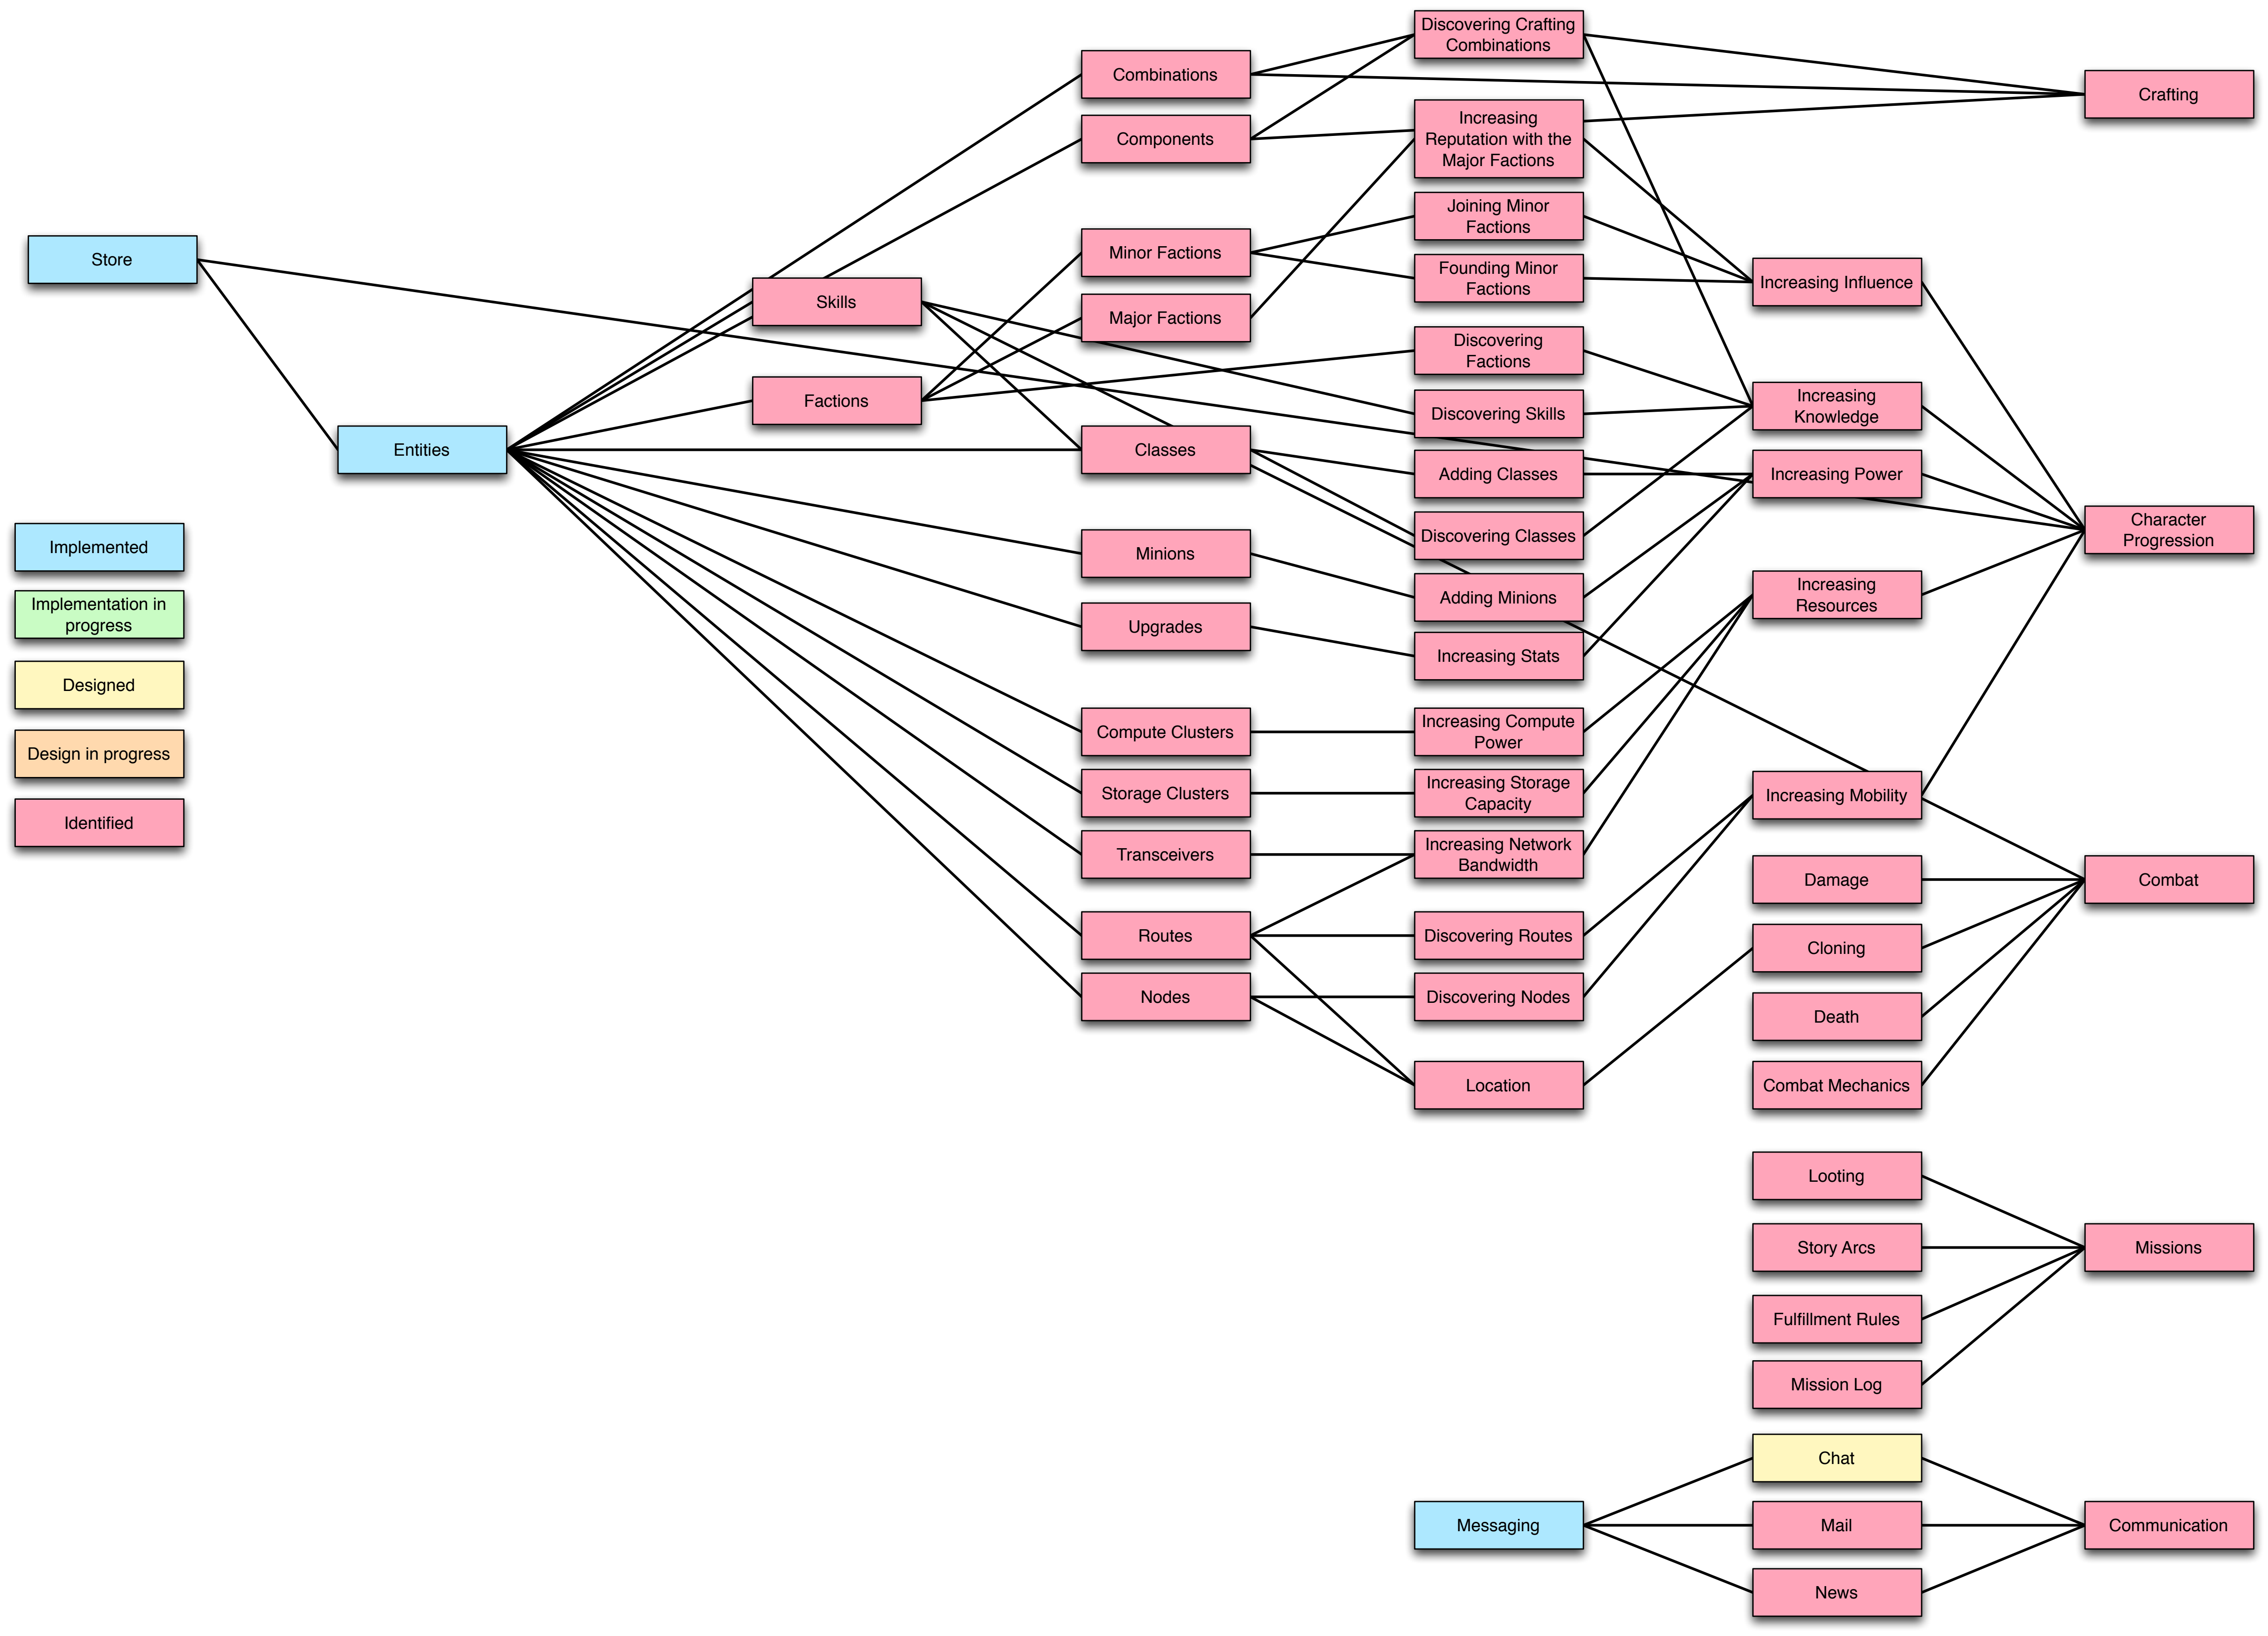 Store
Entities
Implemented
Implementation in
progress
Designed
Design in progress
Identified
Skills
Factions
Combinations
Components
Minor Factions
Major Factions
Classes
Minions
Upgrades
Compute Clusters
Storage Clusters
Transceivers
Routes
Nodes
Discovering Crafting
Combinations
Increasing
Reputation with the
Major Factions
Joining Minor
Factions
Founding Minor
Factions
Discovering
Factions
Discovering Skills
Adding Classes
Discovering Classes
Adding Minions
Increasing Stats
Increasing Compute
Power
Increasing Storage
Capacity
Increasing Network
Bandwidth
Discovering Routes
Discovering Nodes
Location
Messaging
Increasing Influence
Increasing
Knowledge
Increasing Power
Increasing
Resources
Increasing Mobility
Damage
Cloning
Death
Combat Mechanics
Looting
Story Arcs
Fulfillment Rules
Mission Log
Chat
Mail
News
Crafting
Character
Progression
Combat
Missions
Communication